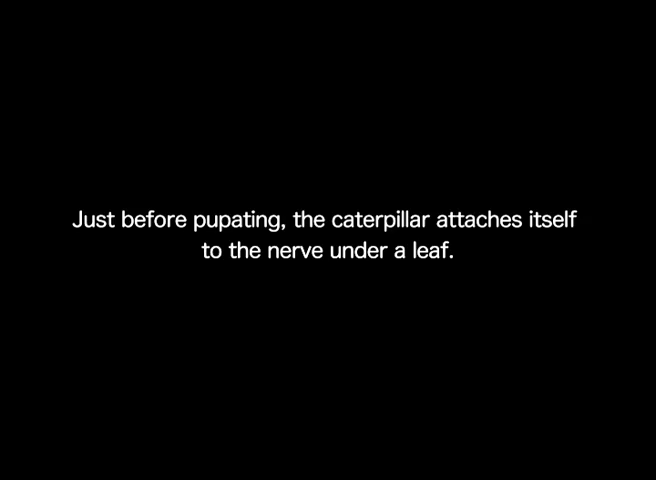 Just before pupating, the caterpillar attaches itself
to the nerve under a leaf.